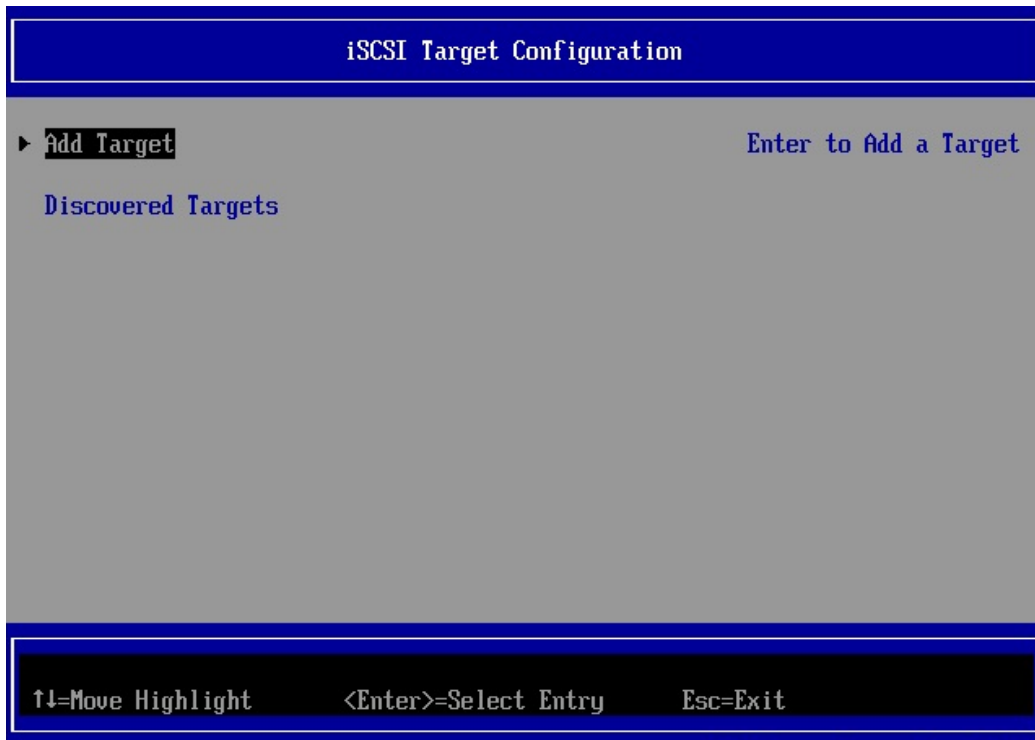 iSCSI Target Configuration
Add Target Enter to Add a Target
Discovered Targets
↑↓=Move Highlight <Enter>=Select Entry Esc=Exit